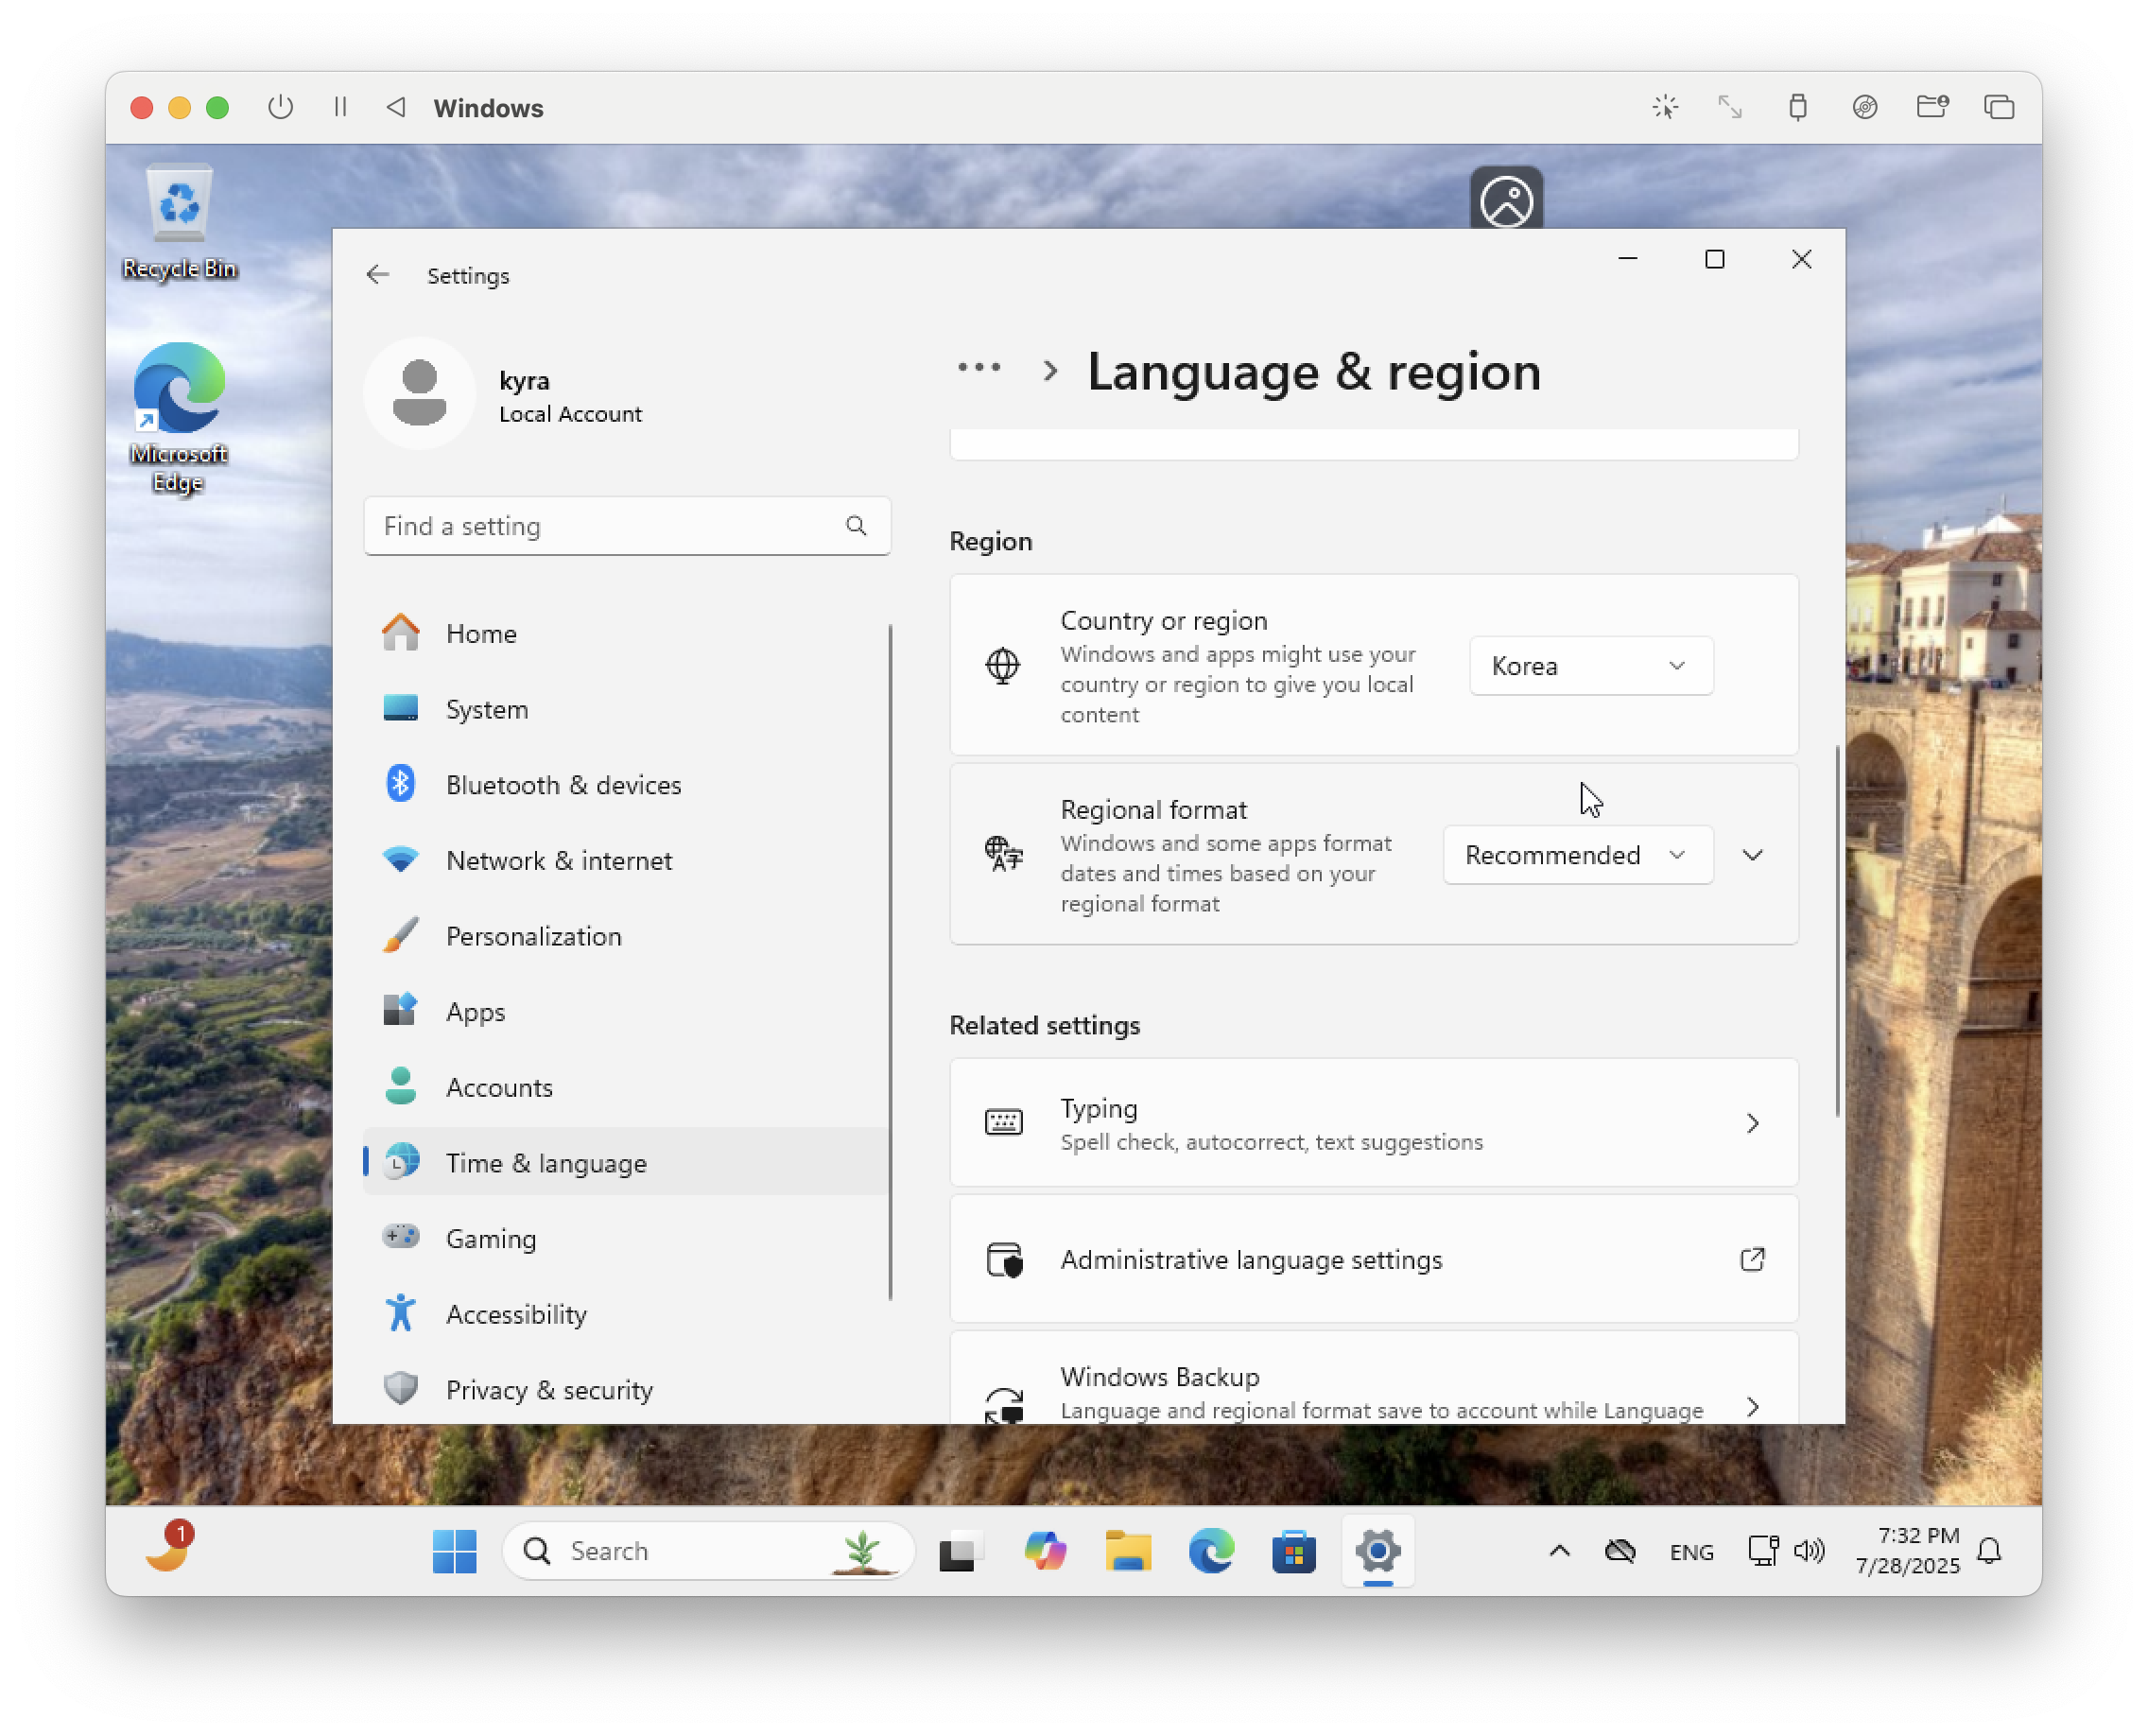 Windows
Recycle Bin
Microsoft
Edge
Settings
kyra
Local Account
Find a setting
Home
System
Bluetooth & devices
Network & internet
Personalization
Apps
Accounts
Time & language
Gaming
Accessibility
Privacy & security
Language & region
Region
Country or region
Windows and apps might use your
country or region to give you local
content
Korea
Regional format
Windows and some apps format
dates and times based on your
regional format
Recommended
Related settings
Typing
Spell check, autocorrect, text suggestions
Administrative language settings
Windows Backup
Language and regional format save to account while Language
1
Search
ENG
7:32 PM
7/28/2025